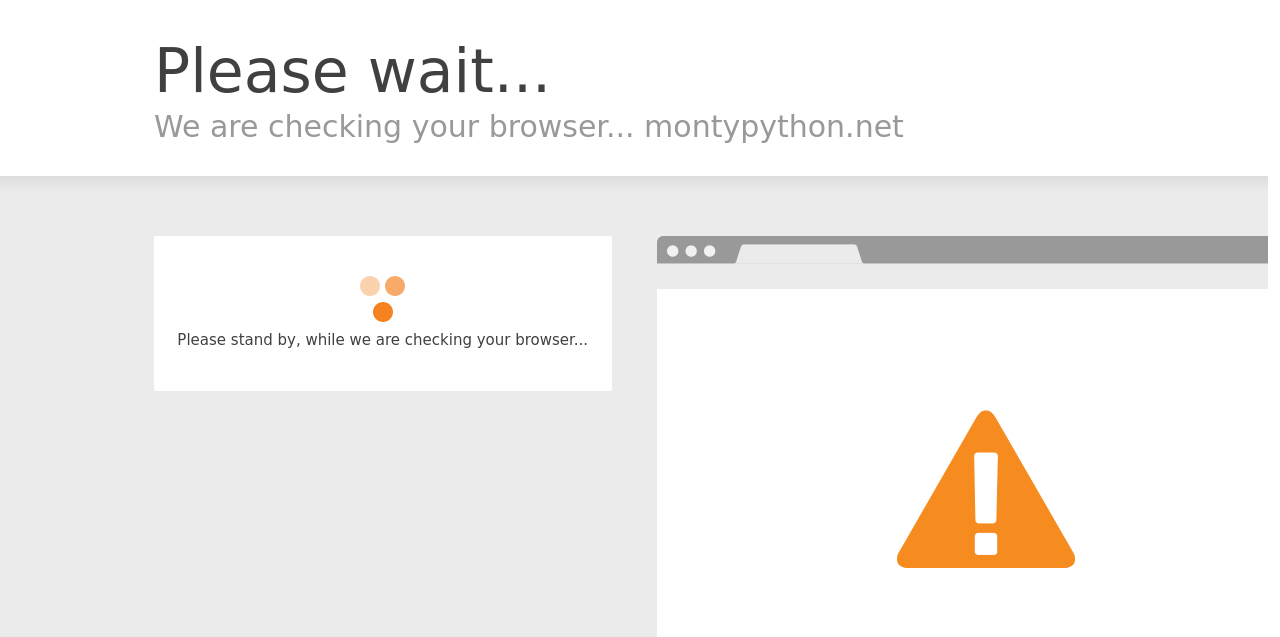 Please wait...
We are checking your browser... montypython.net
Please stand by, while we are checking your browser...